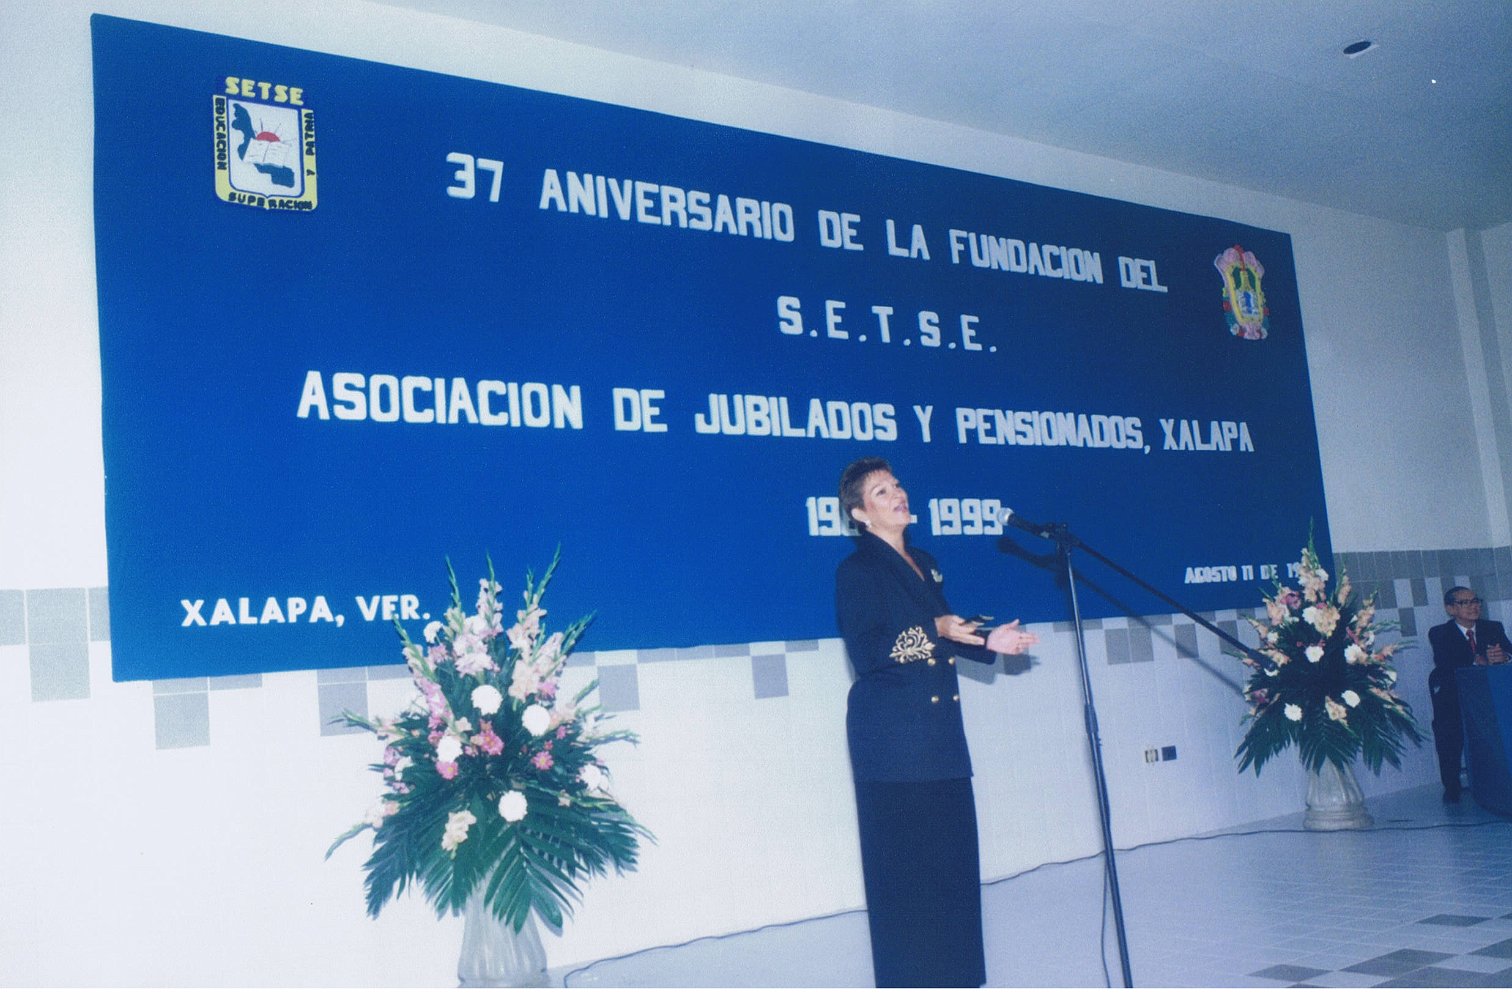 SETSE
EDUCACION
Y PATRIA
SUPERACION
37 ANIVERSARIO DE LA FUNDACION DEL
S.E.T.S.E.
ASOCIACION DE JUBILADOS Y PENSIONADOS, XALAPA
- 1999
XALAPA, VER.
AGOSTO 11 DE